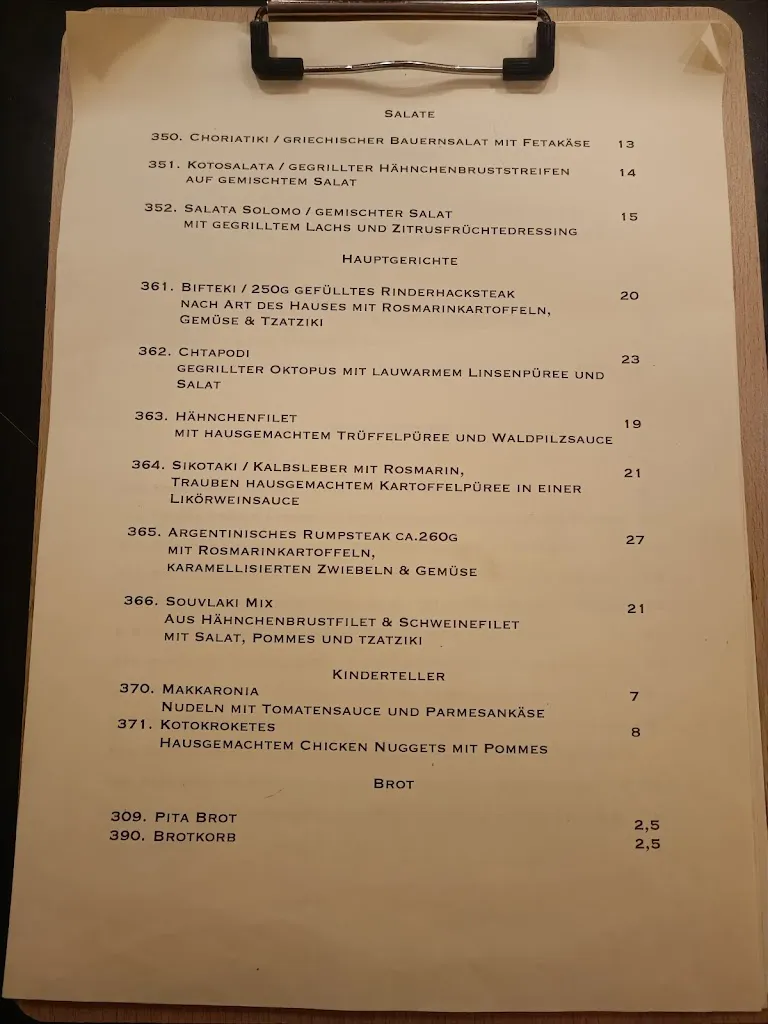 SALATE
350. CHORIATIKI / GRIECHISCHER BAUERNSALAT MIT FETAKÄSE 13
351. KOTOSALATA / GEGRILLTER HÄHNCHENBRUSTSTREIFEN 14
AUF GEMISCHTEM SALAT
352. SALATA SOLOMO / GEMISCHTER SALAT 15
MIT GEGRILLTEM LACHS UND ZITRUSFRÜCHTEDRESSING
HAUPTGERICHTE
361. BIFTEKI / 250G GEFÜLLTES RINDERHACKSTEAK 20
NACH ART DES HAUSES MIT ROSMARINKARTOFFELN,
GEMÜSE & TZATZIKI
362. CHTAPODI 23
GEGRILLTER OKTOPUS MIT LAUWARMEM LINSENPÜREE UND
SALAT
363. HÄHNCHENFILET 19
MIT HAUSGEMACHTEM TRÜFFELPÜREE UND WALDPILZSAUCE
364. SIKOTAKI / KALBSLEBER MIT ROSMARIN, 21
TRAUBEN HAUSGEMACHTEM KARTOFFELPÜREE IN EINER
LIKÖRWEINSAUCE
365. ARGENTINISCHES RUMPSTEAK CA.260G 27
MIT ROSMARINKARTOFFELN,
KARAMELLISIERTEN ZWIEBELN & GEMÜSE
366. SOUVLAKI MIX 21
AUS HÄHNCHENBRUSTFILET & SCHWEINEFILET
MIT SALAT, POMMES UND TZATZIKI
KINDERTELLER
370. MAKKARONIA 7
NUDELN MIT TOMATENSAUCE UND PARMESANKÄSE
371. KOTOKROKETES 8
HAUSGEMACHTEM CHICKEN NUGGETS MIT POMMES
BROT
309. PITA BROT 2,5
390. BROTKORB 2,5